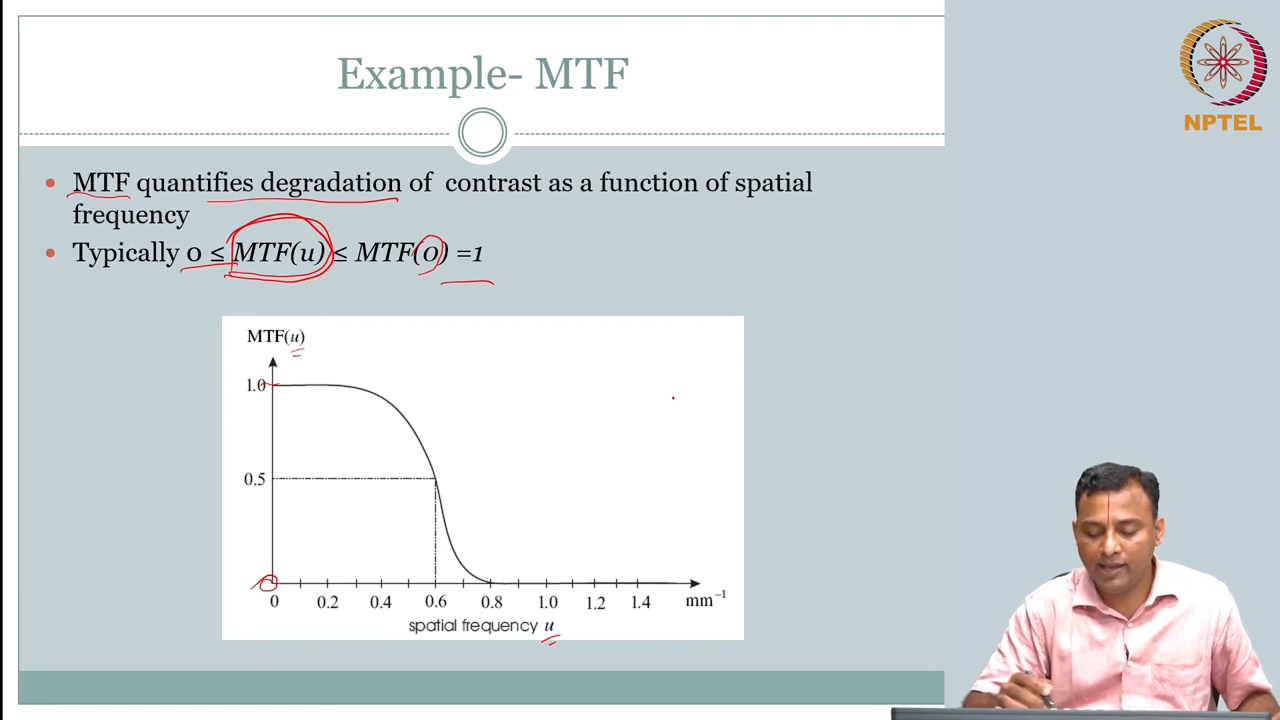 Example- MTF
NPTEL
• MTF quantifies degradation of contrast as a function of spatial
frequency
• Typically 0 ≤ MTF(u) ≤ MTF(0) =1
MTF(u)
1.0
0.5
0 0.2 0.4 0.6 0.8 1.0 1.2 1.4 mm⁻¹
spatial frequency u